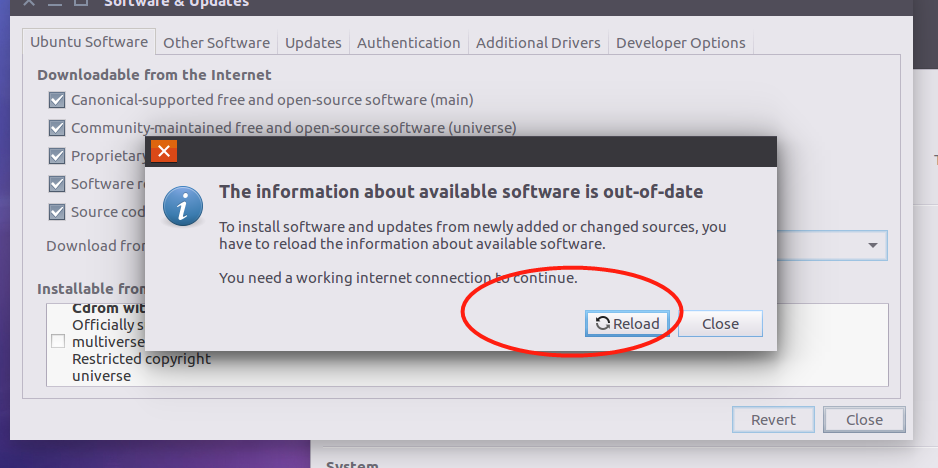 Software & Updates
Ubuntu Software
Other Software
Updates
Authentication
Additional Drivers
Developer Options
Downloadable from the Internet
Canonical-supported free and open-source software (main)
Community-maintained free and open-source software (universe)
Proprietary
Software re
Source cod
Download from
The information about available software is out-of-date
To install software and updates from newly added or changed sources, you
have to reload the information about available software.
You need a working internet connection to continue.
Reload
Close
Installable from
Cdrom wit
Officially s
multiverse
Restricted copyright
universe
Revert
Close
System